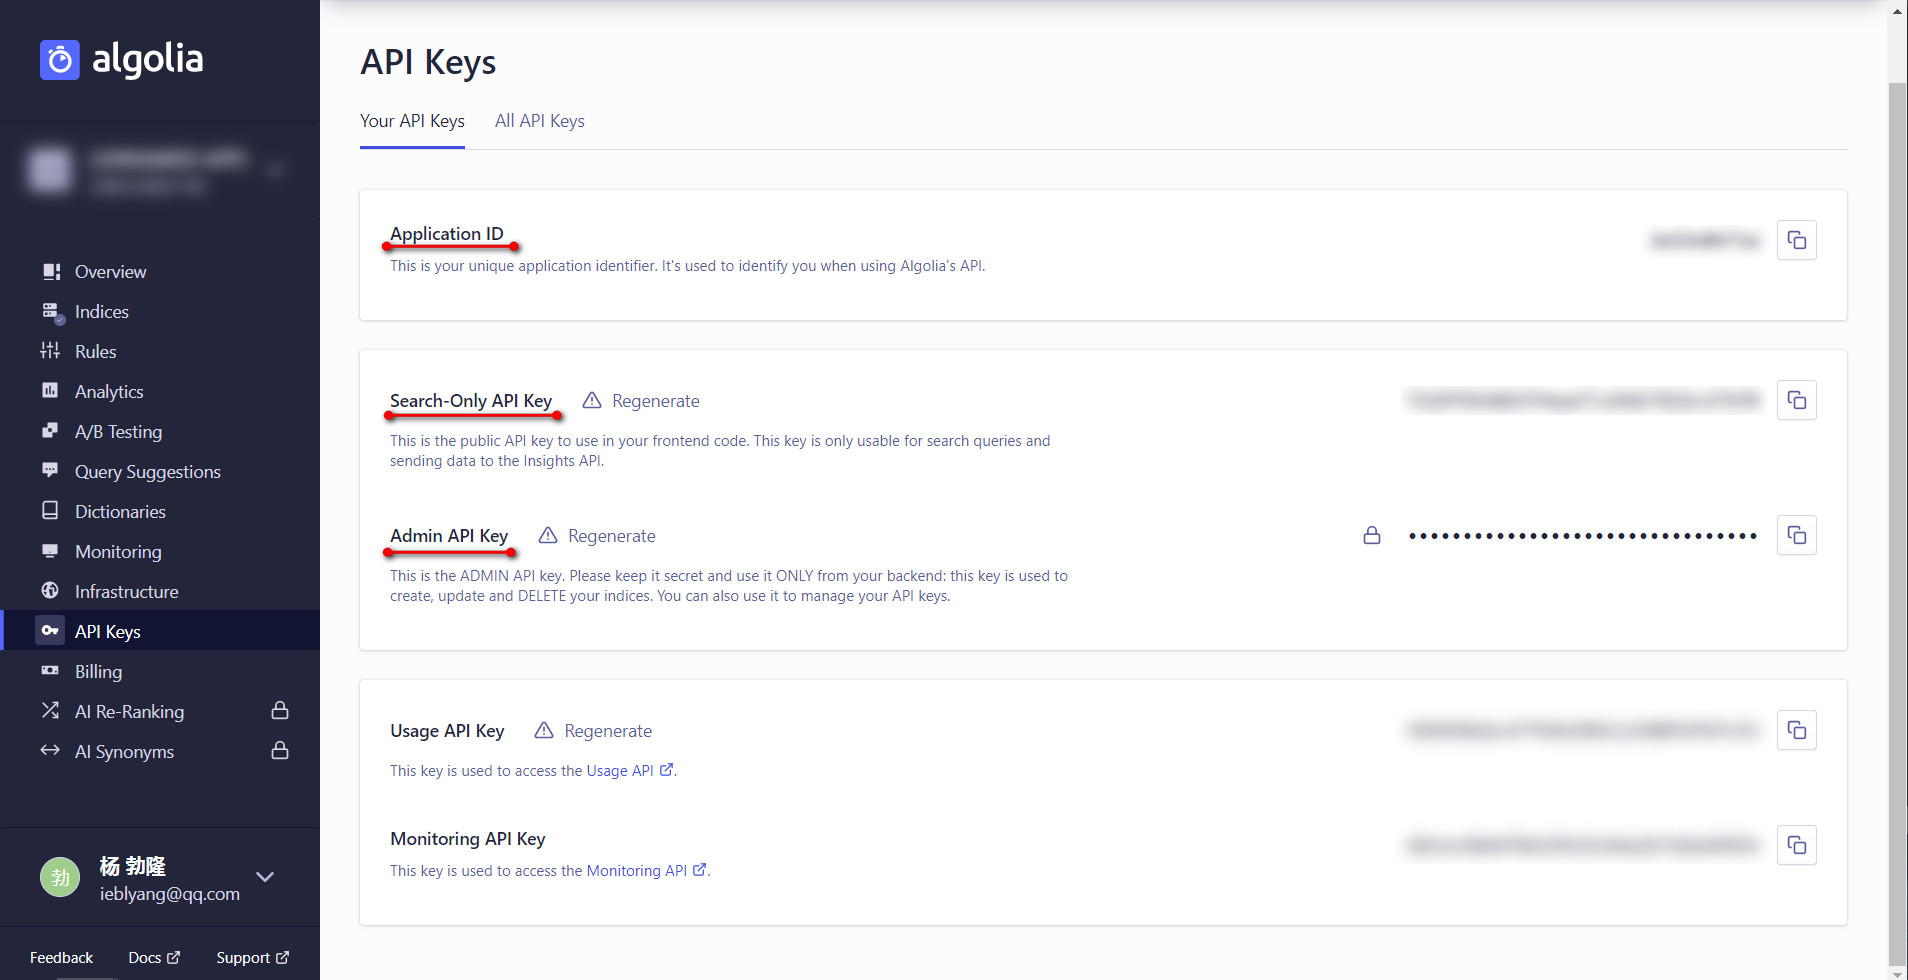 algolia
Overview
Indices
Rules
Analytics
A/B Testing
Query Suggestions
Dictionaries
Monitoring
Infrastructure
API Keys
Billing
AI Re-Ranking
AI Synonyms
勃
杨 勃隆
ieblyang@qq.com
Feedback Docs Support
API Keys
Your API Keys All API Keys
Application ID
This is your unique application identifier. It's used to identify you when using Algolia's API.
Search-Only API Key Regenerate
This is the public API key to use in your frontend code. This key is only usable for search queries and
sending data to the Insights API.
Admin API Key Regenerate
••••••••••••••••••••••••••••••••
This is the ADMIN API key. Please keep it secret and use it ONLY from your backend: this key is used to
create, update and DELETE your indices. You can also use it to manage your API keys.
Usage API Key Regenerate
This key is used to access the Usage API .
Monitoring API Key
This key is used to access the Monitoring API .